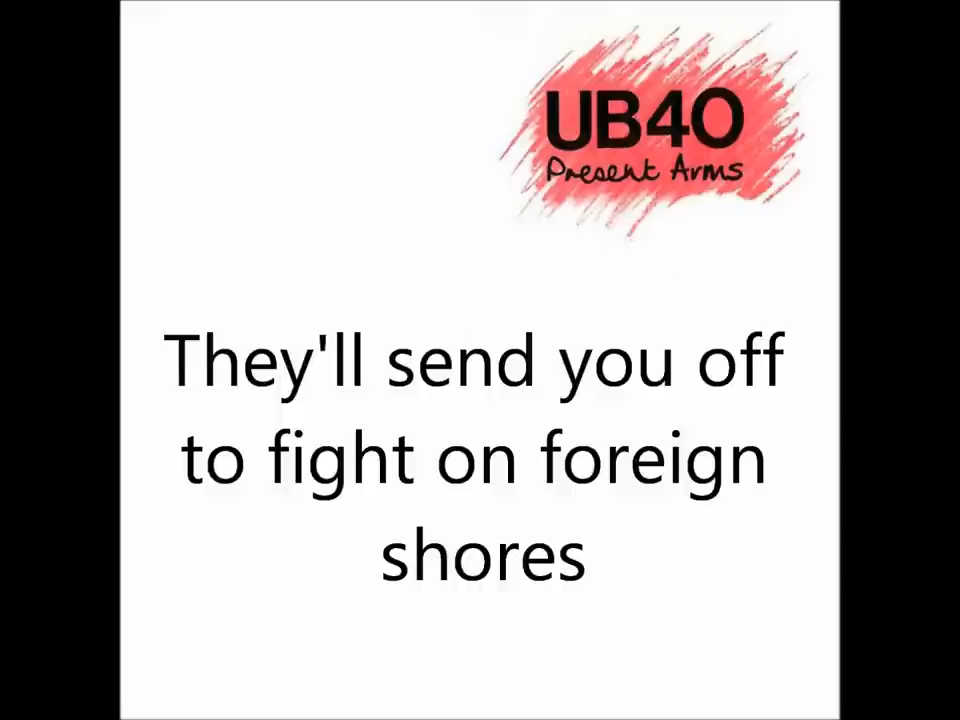 UB40
Present Arms
They'll send you off
to fight on foreign
shores